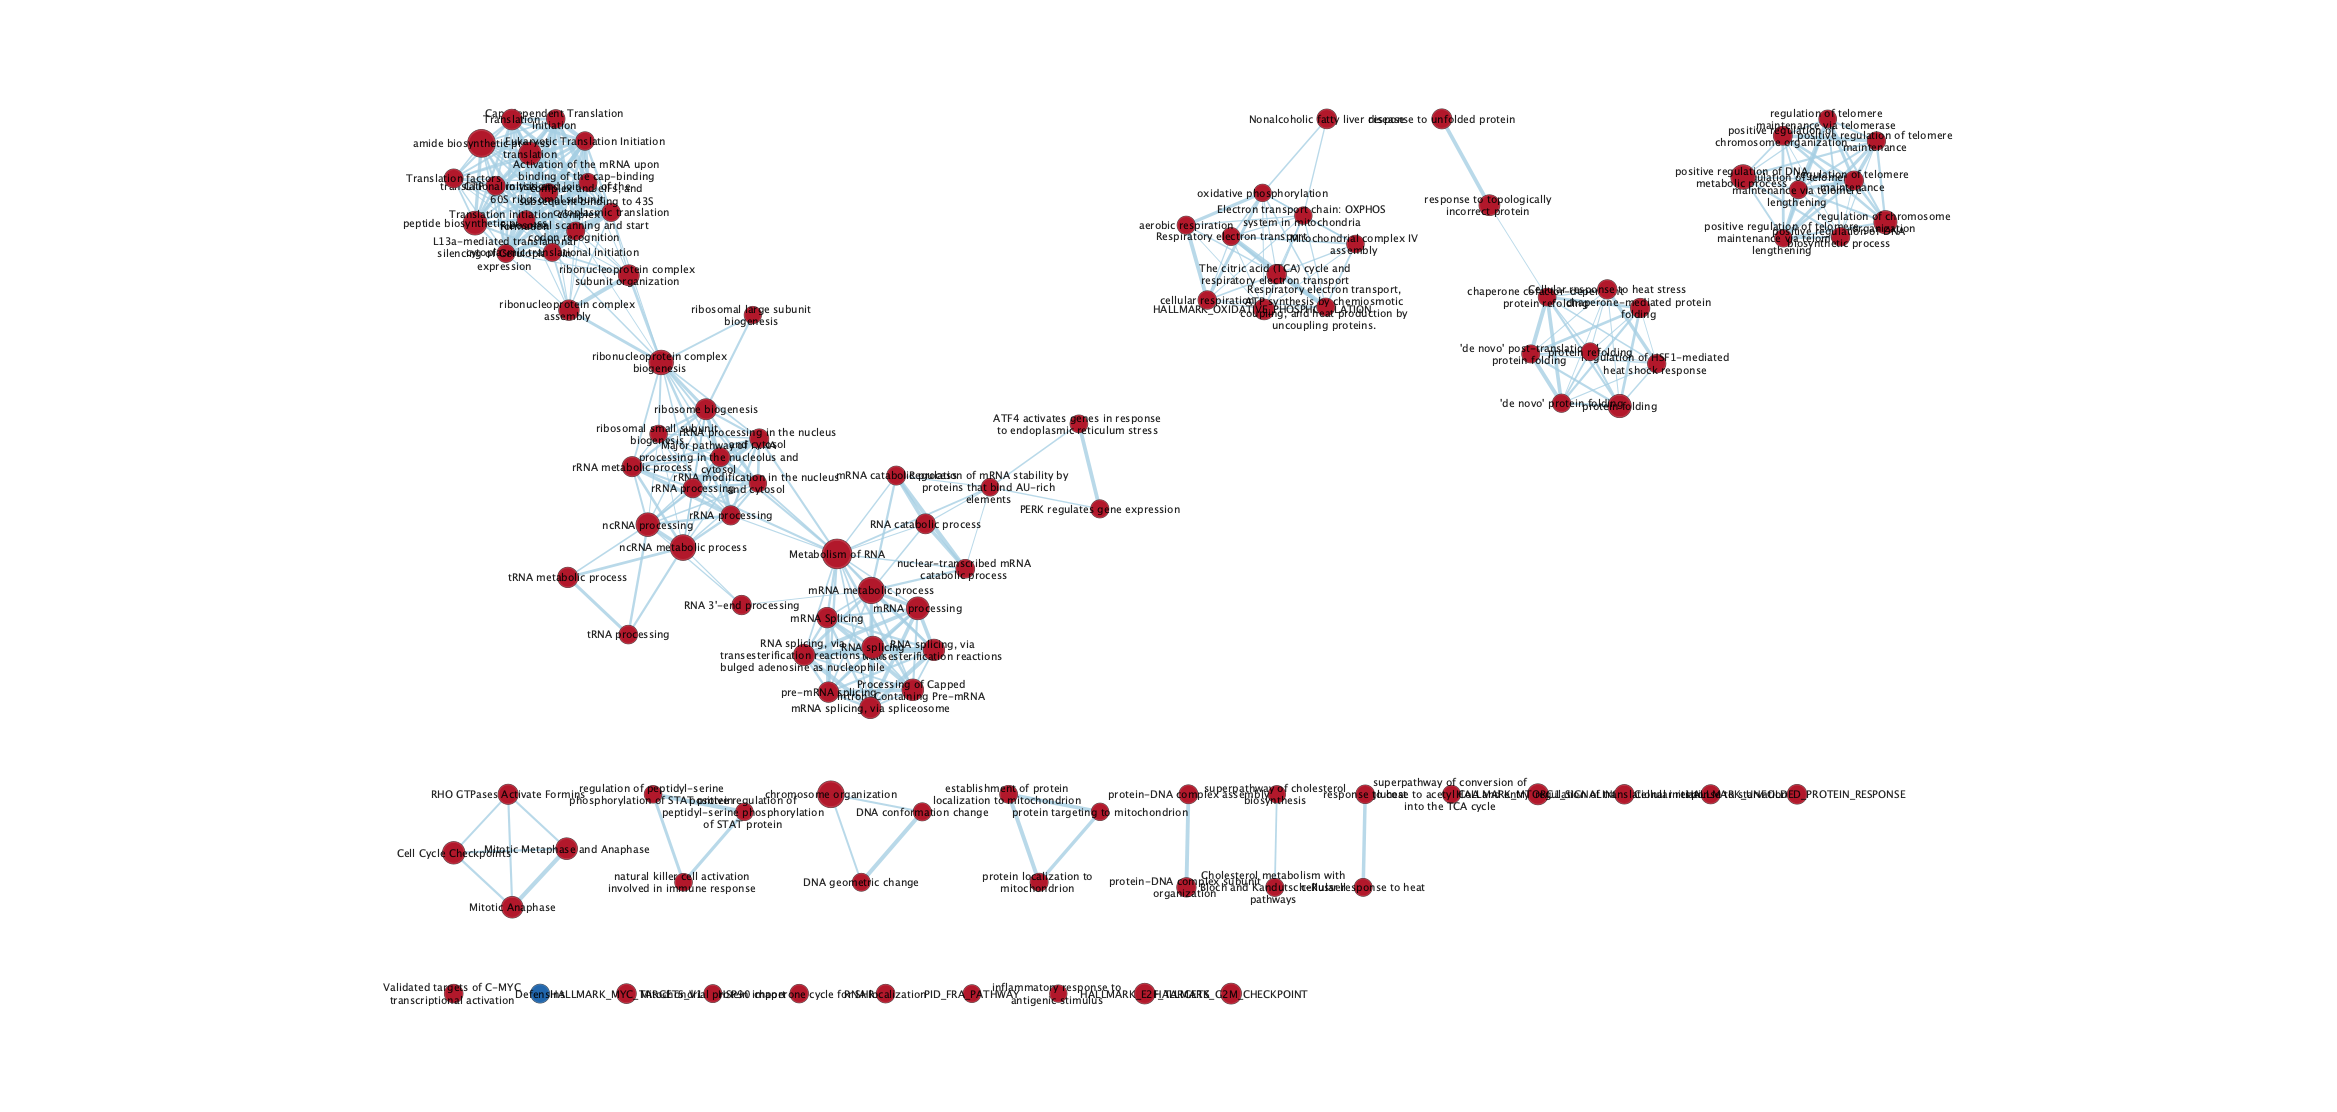 Translation
Cap-dependent Translation
Initiation
amide biosynthetic process
Eukaryotic Translation Initiation
translation
Activation of the mRNA upon
binding of the cap-binding
complex and eIFs, and
subsequent binding to 43S
Translation factors
60S ribosomal subunit
cytoplasmic translation
Translation initiation complex
formation
peptide biosynthetic process
Ribosomal scanning and start
codon recognition
L13a-mediated translational
silencing of
expression
cytoplasmic translational initiation
ribonucleoprotein complex
subunit organization
ribonucleoprotein complex
assembly
ribosomal large subunit
biogenesis
ribonucleoprotein complex
biogenesis
ribosome biogenesis
ribosomal small subunit
biogenesis
rRNA processing in the nucleus
and cytosol
Major pathway of rRNA
processing in the nucleolus and
cytosol
rRNA metabolic process
rRNA modification in the nucleus
and cytosol
rRNA processing
rRNA processing
ncRNA processing
ncRNA metabolic process
tRNA metabolic process
tRNA processing
RNA 3'-end processing
ATF4 activates genes in response
to endoplasmic reticulum stress
mRNA catabolic process
Regulation of mRNA stability by
proteins that bind AU-rich
elements
PERK regulates gene expression
RNA catabolic process
Metabolism of RNA
nuclear-transcribed mRNA
catabolic process
mRNA metabolic process
mRNA processing
mRNA Splicing
RNA splicing, via
transesterification reactions
bulged adenosine as nucleophile
RNA splicing
RNA splicing, via
transesterification reactions
Processing of Capped
Intron-Containing Pre-mRNA
pre-mRNA splicing
mRNA splicing, via spliceosome
Nonalcoholic fatty liver disease
response to unfolded protein
oxidative phosphorylation
Electron transport chain: OXPHOS
system in mitochondria
aerobic respiration
Respiratory electron transport
Mitochondrial complex IV
assembly
The citric acid (TCA) cycle and
respiratory electron transport
cellular respiration
Respiratory electron transport,
ATP synthesis by chemiosmotic
coupling, and heat production by
uncoupling proteins.
HALLMARK_OXIDATIVE_PHOSPHORYLATION
response to topologically
incorrect protein
chaperone cofactor-dependent
protein refolding
Cellular response to heat stress
chaperone-mediated protein
folding
'de novo' post-translational
protein folding
protein refolding
Regulation of HSF1-mediated
heat shock response
'de novo' protein folding
protein folding
regulation of telomere
maintenance via telomerase
positive regulation of
chromosome organization
positive regulation of telomere
maintenance
positive regulation of DNA
metabolic process
regulation of telomere
maintenance via telomere
lengthening
regulation of telomere
maintenance
regulation of chromosome
organization
positive regulation of telomere
maintenance via telomere
lengthening
positive regulation of DNA
biosynthetic process
RHO GTPases Activate Formins
Cell Cycle Checkpoints
Mitotic Metaphase and Anaphase
Mitotic Anaphase
regulation of peptidyl-serine
phosphorylation of STAT protein
positive regulation of
peptidyl-serine phosphorylation
of STAT protein
natural killer cell activation
involved in immune response
chromosome organization
DNA conformation change
DNA geometric change
establishment of protein
localization to mitochondrion
protein targeting to mitochondrion
protein localization to
mitochondrion
protein-DNA complex assembly
protein-DNA complex subunit
organization
superpathway of cholesterol
biosynthesis
Cholesterol metabolism with
Bloch and Kandutsch-Russell
pathways
response to heat
cellular response to heat
superpathway of conversion of
into the TCA cycle
HALLMARK_UNFOLDED_PROTEIN_RESPONSE
Validated targets of C-MYC
transcriptional activation
Defensins
HALLMARK_MYC_TARGETS_V1
Mitochondrial protein import
HSP90 chaperone cycle for
RNA localization
PID_FRA_PATHWAY
inflammatory response to
antigenic stimulus
HALLMARK_E2F_TARGETS
HALLMARK_G2M_CHECKPOINT